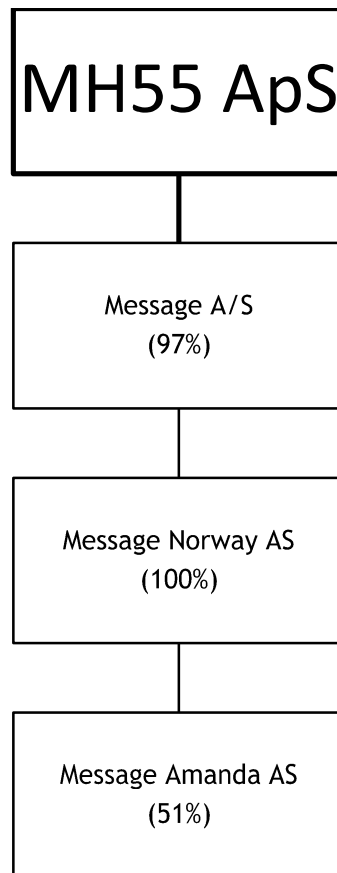 MH55 ApS
Message A/S
(97%)
Message Norway AS
(100%)
Message Amanda AS
(51%)